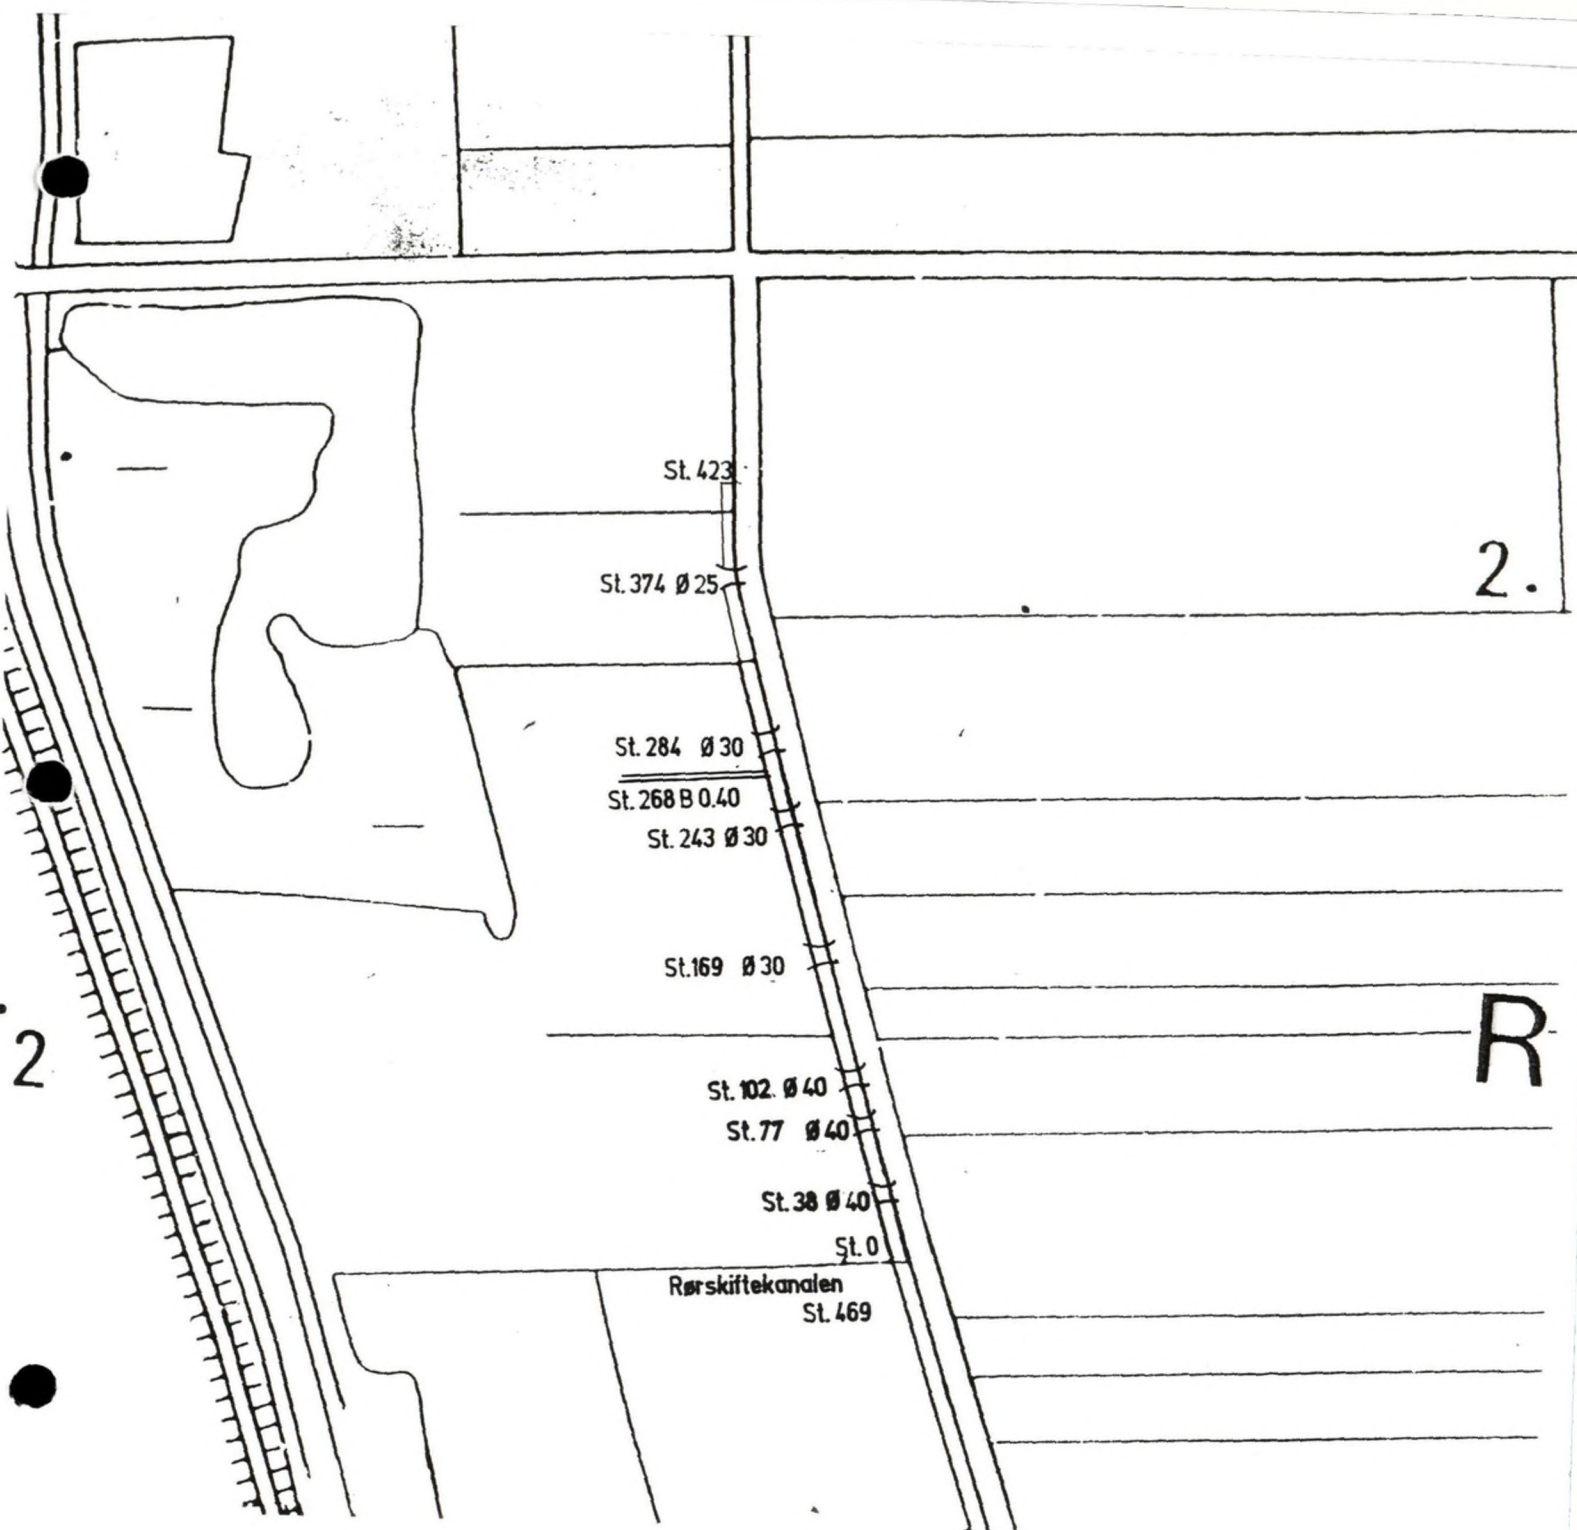 St. 423
St. 374 Ø 25
2.
St. 284 Ø 30
St. 268 B 0.40
St. 243 Ø 30
St. 169 Ø 30
R
2
St. 102. Ø 40
St. 77 Ø 40
St. 38 Ø 40
St. 0
Rørskiftekanalen
St. 469